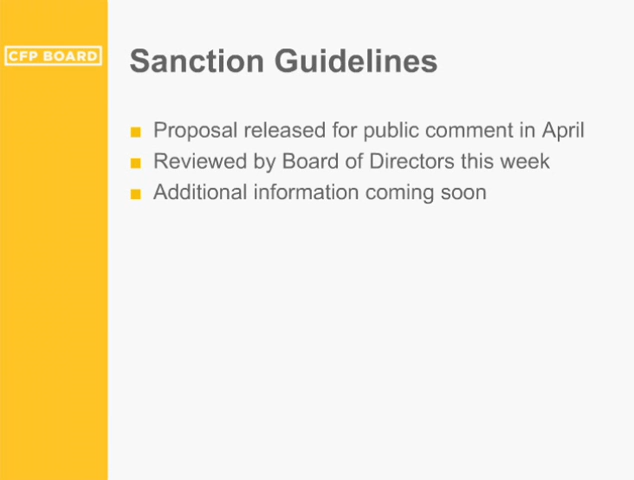 CFP BOARD
Sanction Guidelines
■ Proposal released for public comment in April
■ Reviewed by Board of Directors this week
■ Additional information coming soon